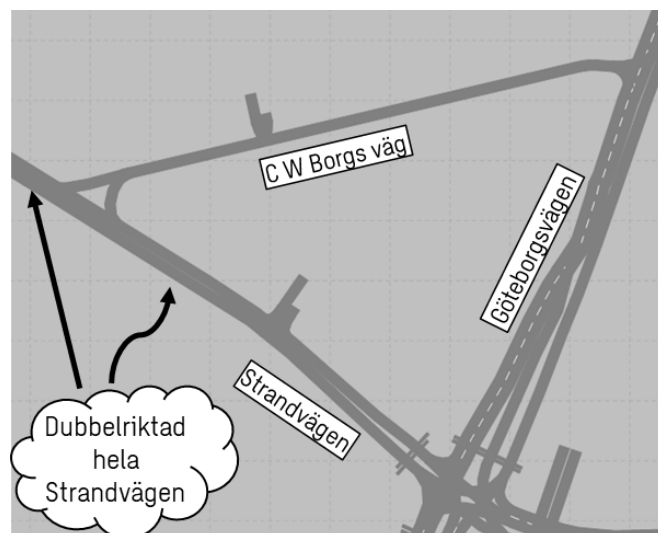 C W Borgs väg
Göteborgsvägen
Strandvägen
Dubbelriktad
hela
Strandvägen